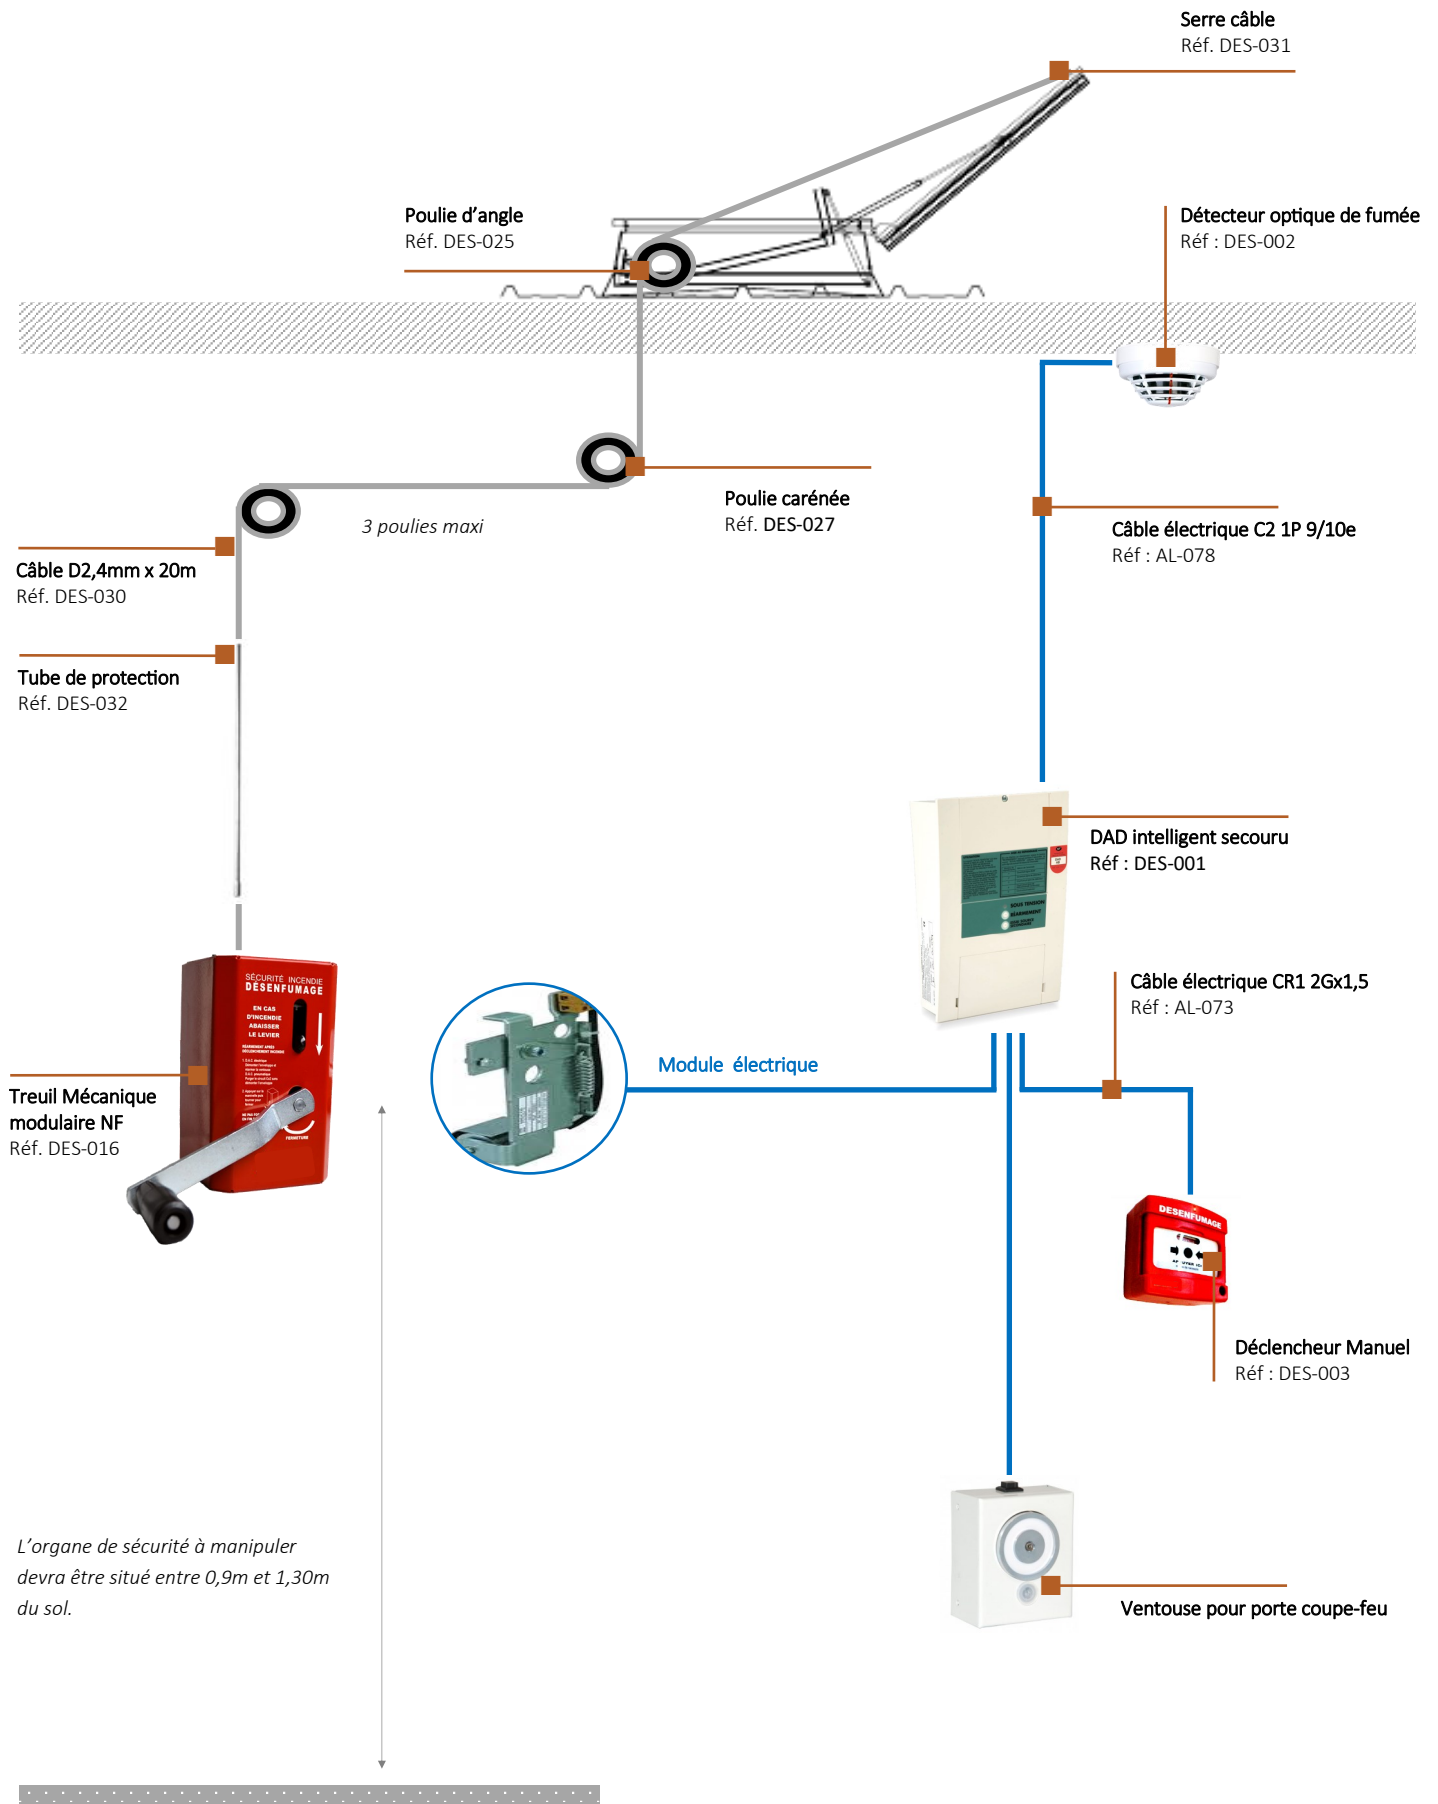 Serre câble
Réf. DES-031
Poulie d’angle
Réf. DES-025
Détecteur optique de fumée
Réf : DES-002
Poulie carénée
Réf. DES-027
3 poulies maxi
Câble électrique C2 1P 9/10e
Réf : AL-078
Câble D2,4mm x 20m
Réf. DES-030
Tube de protection
Réf. DES-032
DAD intelligent secouru
Réf : DES-001
SOUS TENSION
RÉARMEMENT
Câble électrique CR1 2Gx1,5
Réf : AL-073
SÉCURITÉ INCENDIE
DÉSENFUMAGE
EN CAS
D'INCENDIE
ABAISSER
LE LEVIER
FERMETURE
Module électrique
Treuil Mécanique
modulaire NF
Réf. DES-016
DESENFUMAGE
Déclencheur Manuel
Réf : DES-003
L’organe de sécurité à manipuler
devra être situé entre 0,9m et 1,30m
du sol.
Ventouse pour porte coupe-feu